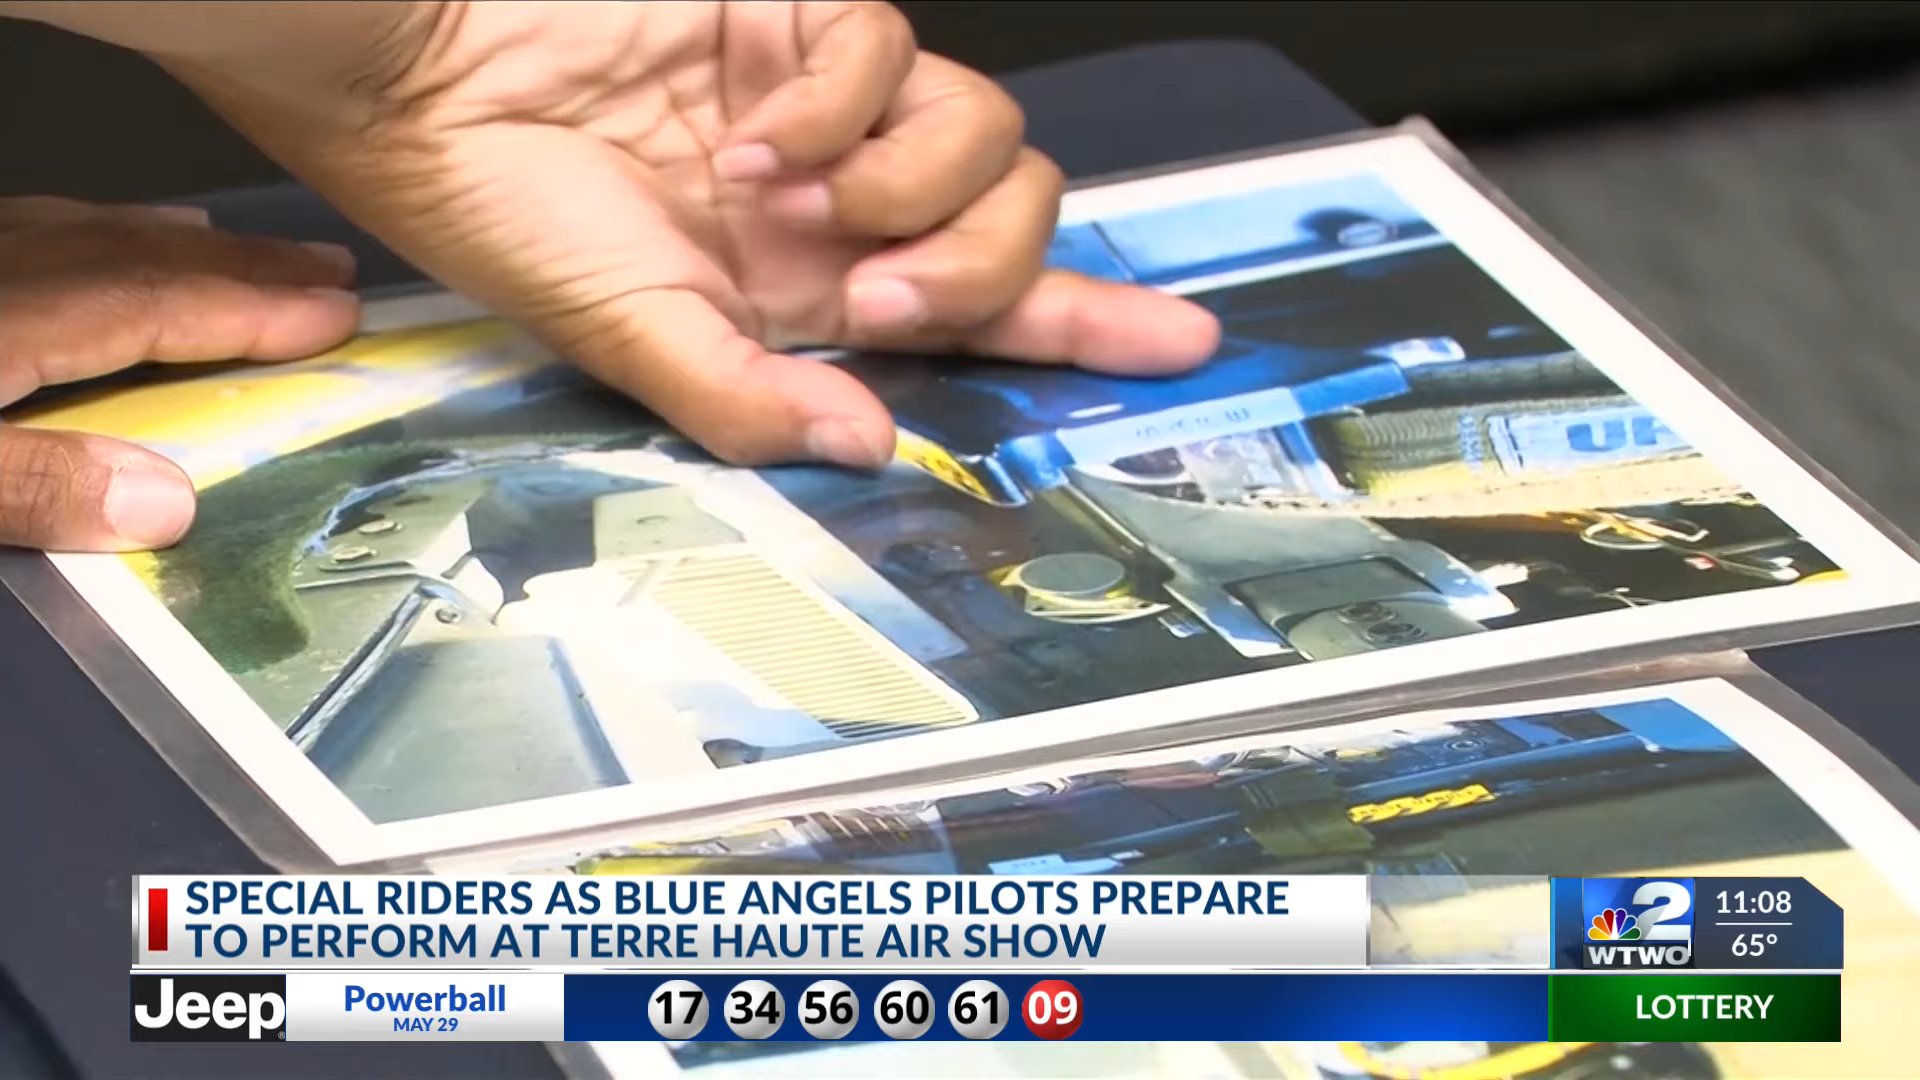 SPECIAL RIDERS AS BLUE ANGELS PILOTS PREPARE
TO PERFORM AT TERRE HAUTE AIR SHOW
2
WTWO
11:08
65°
Jeep
Powerball
MAY 29
17 34 56 60 61 09
LOTTERY